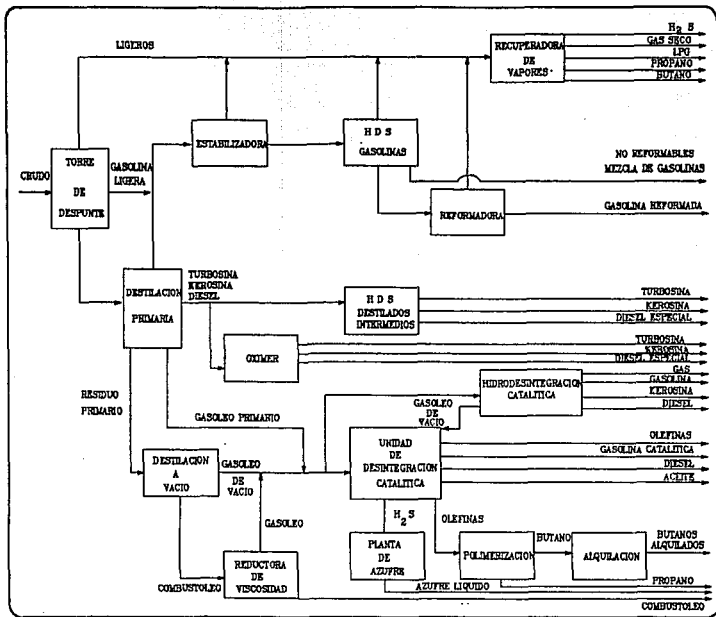 LIGEROS
RECUPERADORA
DE
VAPORES
H₂ S
GAS SECO
LPG
PROPANO
BUTANO
ESTABILIZADORA
H D S
GASOLINAS
CRUDO
TORRE
DE
DESPUNTE
GASOLINA
LIGERA
NO REFORMABLES
MEZCLA DE GASOLINAS
REFORMADORA
GASOLINA REFORMADA
DESTILACION
PRIMARIA
TURBOSINA
KEROSINA
DIESEL
H D S
DESTILADOS
INTERMEDIOS
TURBOSINA
KEROSINA
DIESEL ESPECIAL
OXIMER
TURBOSINA
KEROSINA
DIESEL ESPECIAL
HIDRODESINTEGRACION
CATALITICA
GAS
GASOLINA
KEROSINA
DIESEL
RESIDUO
PRIMARIO
GASOLEO PRIMARIO
GASOLEO
DE
VACIO
DESTILACION
A
VACIO
GASOLEO
DE
VACIO
UNIDAD
DE
DESINTEGRACION
CATALITICA
OLEFINAS
GASOLINA CATALITICA
DIESEL
ACLITE
GASOLEO
H₂S
OLEFINAS
COMBUSTOLEO
REDUCTORA
DE
VISCOSIDAD
PLANTA
DE
AZUFRE
POLIMERIZACION
BUTANO
ALQUILACION
BUTANOS
ALQUILADOS
AZUFRE LIQUIDO
PROPANO
COMBUSTOLEO